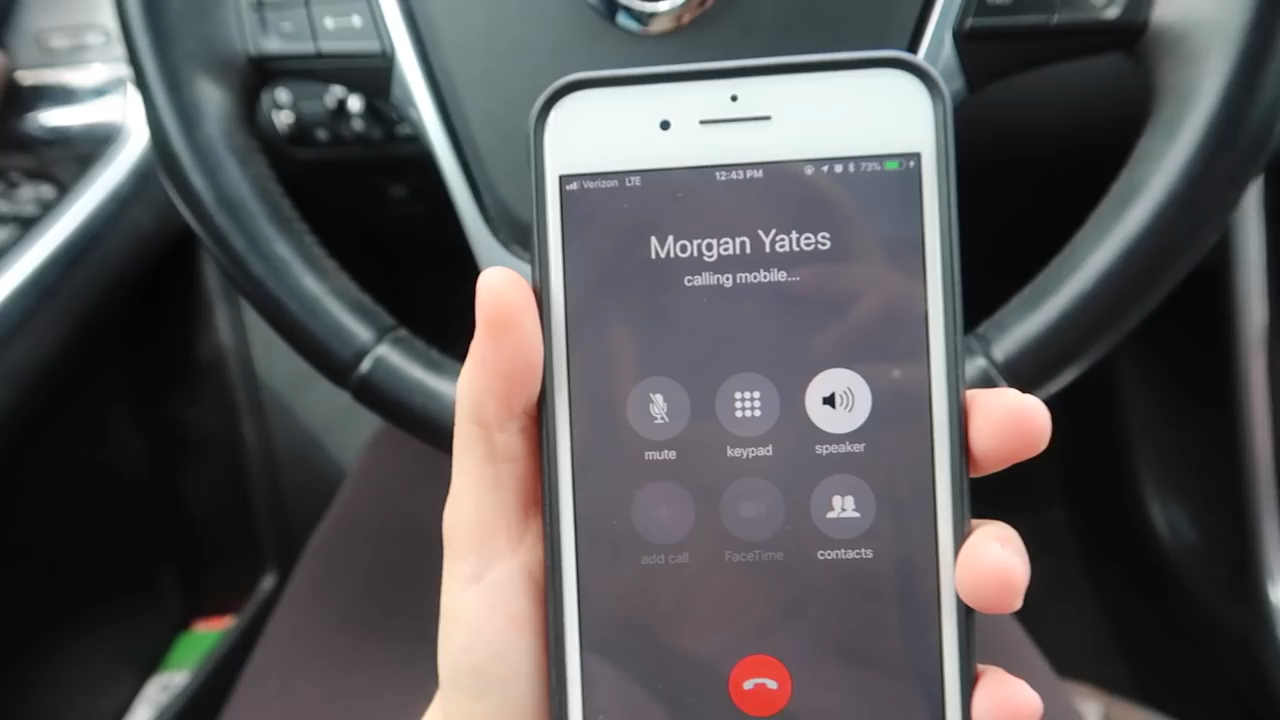 Verizon LTE 12:43 PM 73%
Morgan Yates
calling mobile...
mute keypad speaker
add call FaceTime contacts